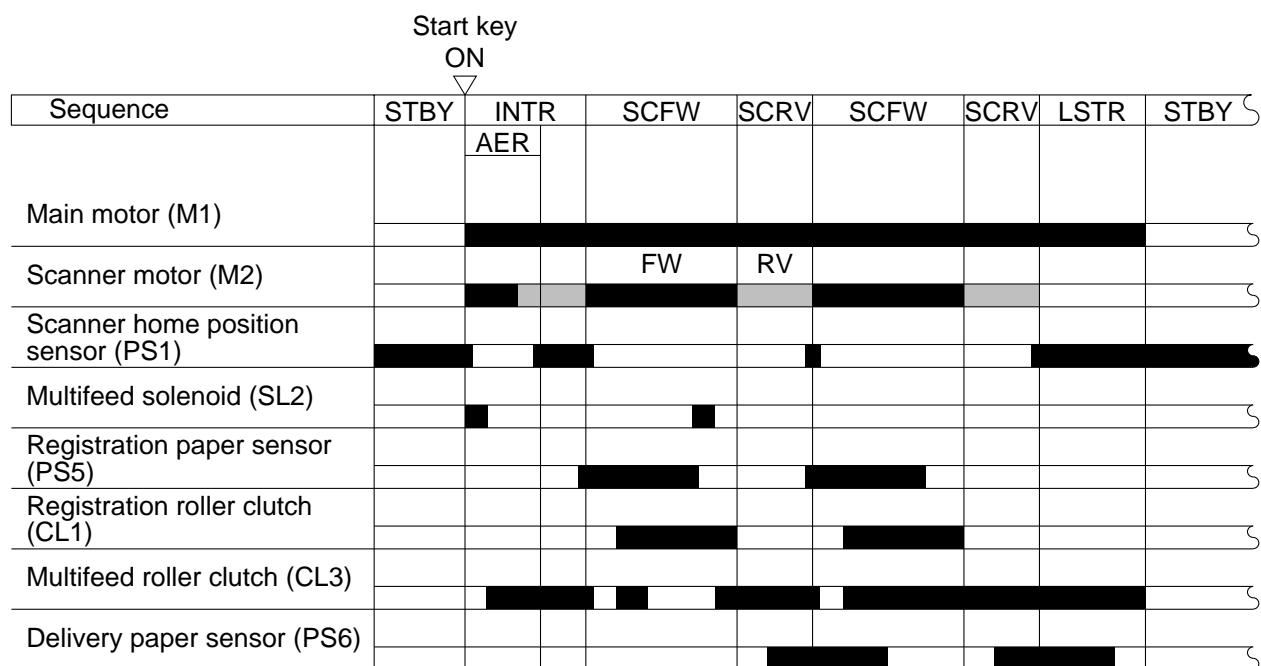 Start key
ON
Sequence STBY INTR SCFW SCRV SCFW SCRV LSTR STBY
AER
Main motor (M1)
FW RV
Scanner motor (M2)
Scanner home position
sensor (PS1)
Multifeed solenoid (SL2)
Registration paper sensor
(PS5)
Registration roller clutch
(CL1)
Multifeed roller clutch (CL3)
Delivery paper sensor (PS6)